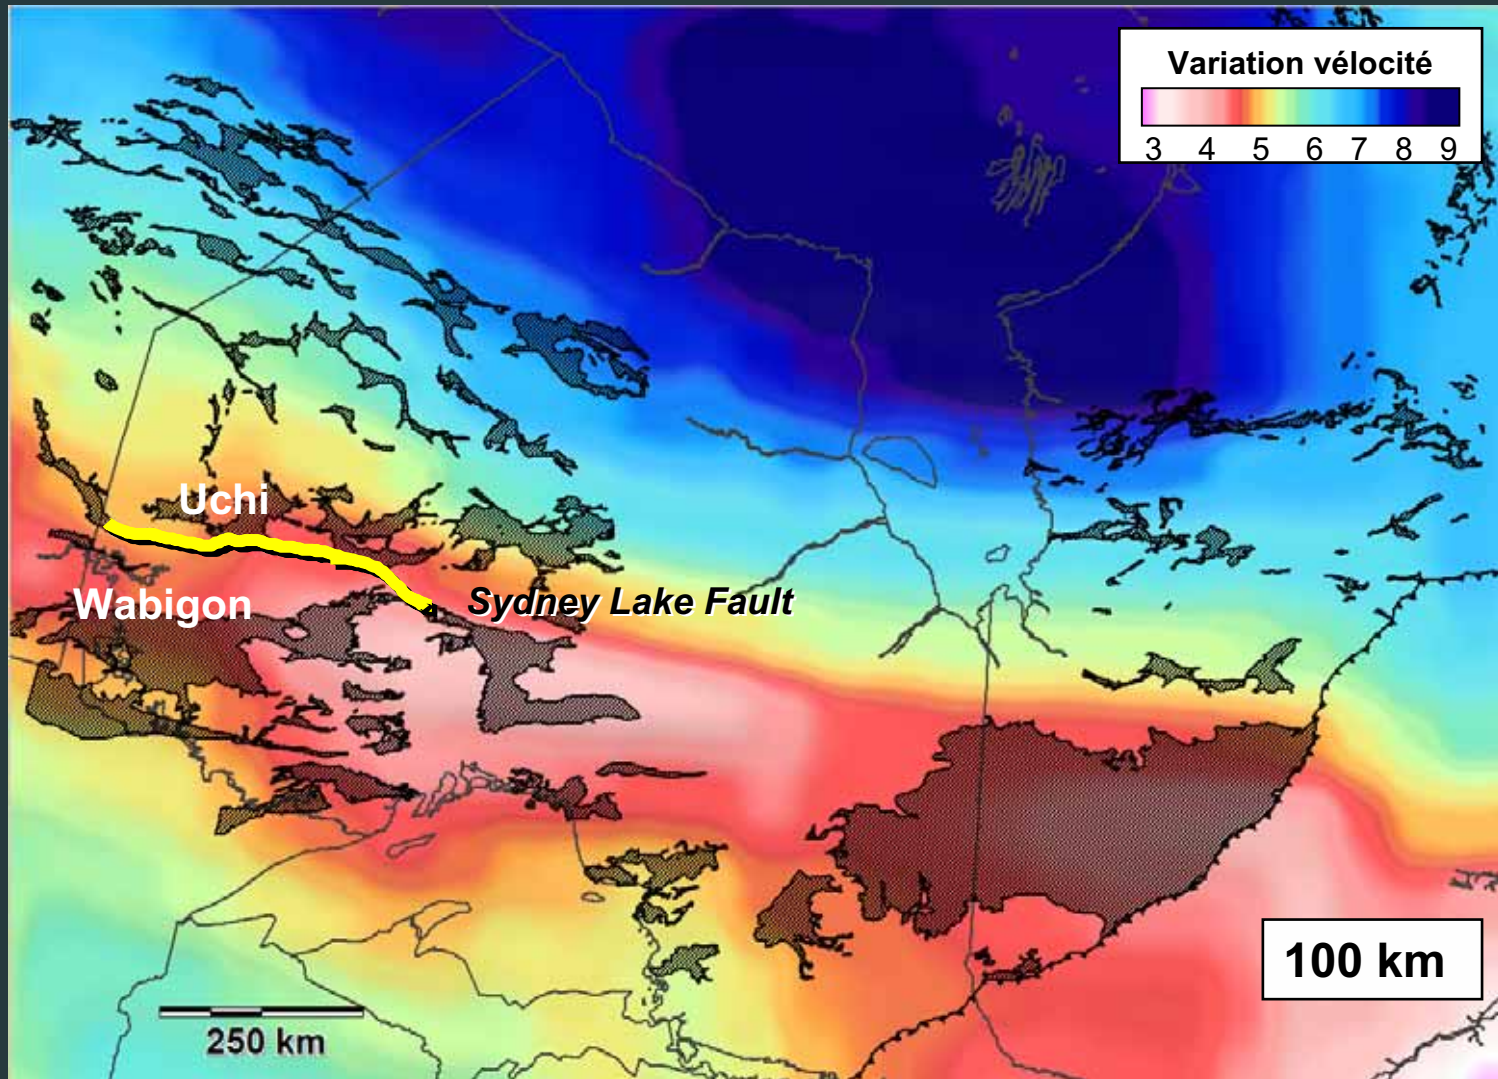 Variation vélocité
3 4 5 6 7 8 9
Uchi
Wabigon
Sydney Lake Fault
100 km
250 km